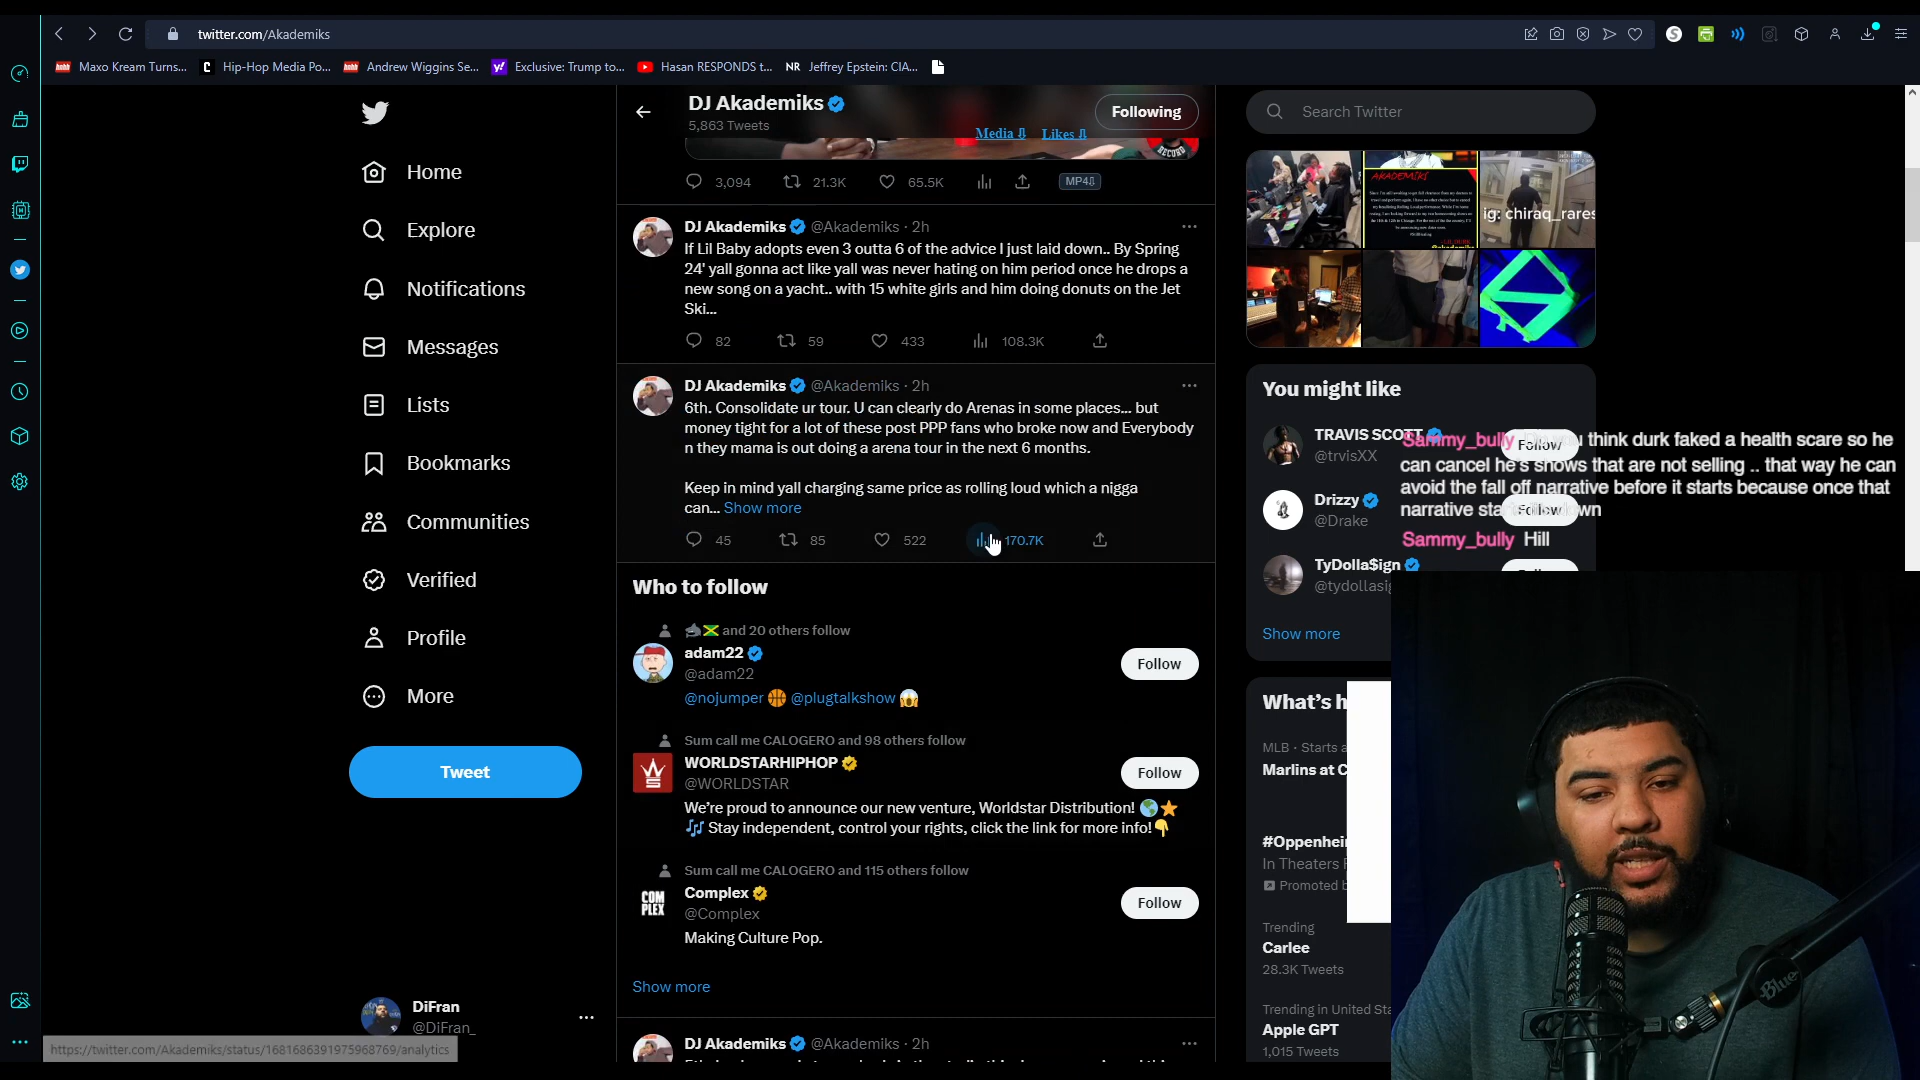 twitter.com/Akademiks
Maxo Kream Turns...
Hip-Hop Media Po...
Andrew Wiggins Se...
Exclusive: Trump to...
Hasan RESPONDS t...
NR Jeffrey Epstein: CIA...
DJ Akademiks
5,863 Tweets
Media ⇩ Likes ⇩
Following
Search Twitter
Home
Explore
Notifications
Messages
Lists
Bookmarks
Communities
Verified
Profile
More
Tweet
DiFran
@DiFran_
https://twitter.com/Akademiks/status/1681686391975968769/analytics
RECORD
3,094 21.3K 65.5K MP4⇩
DJ Akademiks @Akademiks · 2h
If Lil Baby adopts even 3 outta 6 of the advice I just laid down.. By Spring
24' yall gonna act like yall was never hating on him period once he drops a
new song on a yacht.. with 15 white girls and him doing donuts on the Jet
Ski...
82 59 433 108.3K
DJ Akademiks @Akademiks · 2h
6th. Consolidate ur tour. U can clearly do Arenas in some places... but
money tight for a lot of these post PPP fans who broke now and Everybody
n they mama is out doing a arena tour in the next 6 months.
Keep in mind yall charging same price as rolling loud which a nigga
can... Show more
45 85 522 170.7K
Who to follow
and 20 others follow
adam22
@adam22
Follow
@nojumper 🏀 @plugtalkshow 😱
Sum call me CALOGERO and 98 others follow
WORLDSTARHIPHOP
@WORLDSTAR
Follow
We're proud to announce our new venture, Worldstar Distribution! 🌎⭐
🎶 Stay independent, control your rights, click the link for more info!👇
Sum call me CALOGERO and 115 others follow
COM
PLEX
Complex
@Complex
Follow
Making Culture Pop.
Show more
DJ Akademiks @Akademiks · 2h
AKADEMIKS
ig: chiraq_rares
You might like
TRAVIS SCOTT
@trvisXX
Follow
Drizzy
@Drake
Follow
TyDolla$ign
@tydollasi
Show more
Sammy_bully think durk faked a health scare so he
can cancel he's shows that are not selling .. that way he can
avoid the fall off narrative before it starts because once that
narrative
Sammy_bully Hill
What's h
MLB · Starts a
Marlins at C
#Oppenhei
In Theaters
Promoted b
Trending
Carlee
28.3K Tweets
Trending in United Sta
Apple GPT
1,015 Tweets
Blue